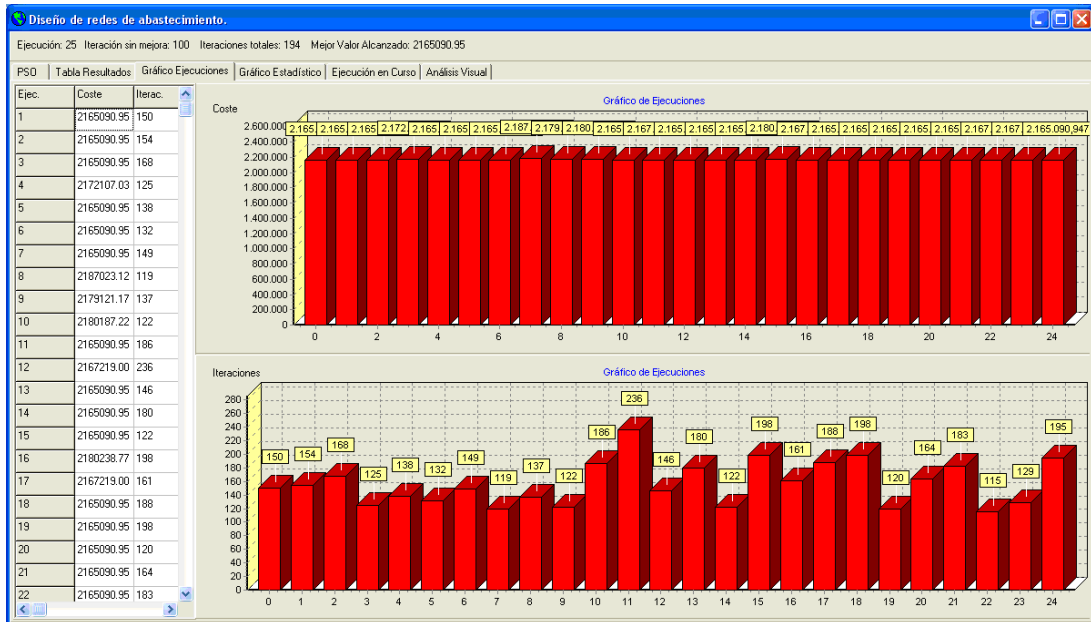 Diseño de redes de abastecimiento.
Ejecución: 25 Iteración sin mejora: 100 Iteraciones totales: 194 Mejor Valor Alcanzado: 2165090.95
PSO Tabla Resultados Gráfico Ejecuciones Gráfico Estadístico Ejecución en Curso Análisis Visual
Ejec. Coste Iterac.
1 2165090.95 150
2 2165090.95 154
3 2165090.95 168
4 2172107.03 125
5 2165090.95 138
6 2165090.95 132
7 2165090.95 149
8 2187023.12 119
9 2179121.17 137
10 2180187.22 122
11 2165090.95 186
12 2167219.00 236
13 2165090.95 146
14 2165090.95 180
15 2165090.95 122
16 2180238.77 198
17 2167219.00 161
18 2165090.95 188
19 2165090.95 198
20 2165090.95 120
21 2165090.95 164
22 2165090.95 183
Gráfico de Ejecuciones
Coste
2.165 2.165 2.165 2.172 2.165 2.165 2.165 2.187 2.179 2.180 2.165 2.167 2.165 2.165 2.165 2.180 2.167 2.165 2.165 2.165 2.165 2.165 2.167 2.167 2.165.090,947
2.600.000
2.400.000
2.200.000
2.000.000
1.800.000
1.600.000
1.400.000
1.200.000
1.000.000
800.000
600.000
400.000
200.000
0
0 2 4 6 8 10 12 14 16 18 20 22 24
Gráfico de Ejecuciones
Iteraciones
280
260
240
220
200
180
160
140
120
100
80
60
40
20
0
150 154 168 125 138 132 149 119 137 122 186 236 146 180 122 198 161 188 198 120 164 183 115 129 195
0 1 2 3 4 5 6 7 8 9 10 11 12 13 14 15 16 17 18 19 20 21 22 23 24